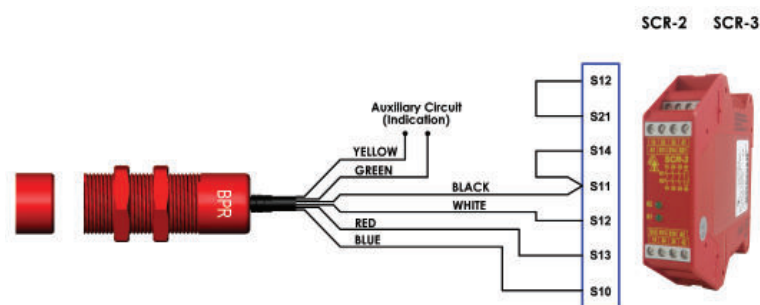 SCR-2 SCR-3
S12
Auxiliary Circuit
(Indication)
S21
YELLOW
S14
GREEN
BLACK
S11
BPR
WHITE
S12
RED
S13
BLUE
S10
SCR-2